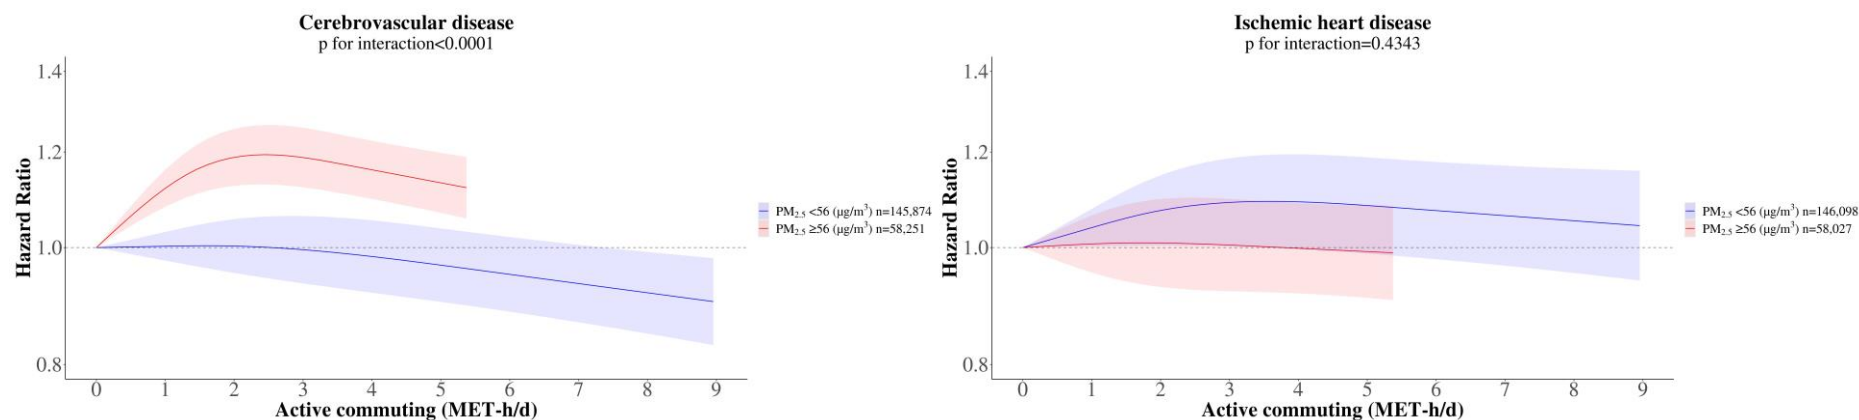 Cerebrovascular disease
p for interaction<0.0001
Hazard Ratio
1.4
1.2
1.0
0.8
0 1 2 3 4 5 6 7 8 9
Active commuting (MET-h/d)
PM2.5 <56 (μg/m³) n=145,874
PM2.5 ≥56 (μg/m³) n=58,251
Ischemic heart disease
p for interaction=0.4343
Hazard Ratio
1.4
1.2
1.0
0.8
0 1 2 3 4 5 6 7 8 9
Active commuting (MET-h/d)
PM2.5 <56 (μg/m³) n=146,098
PM2.5 ≥56 (μg/m³) n=58,027